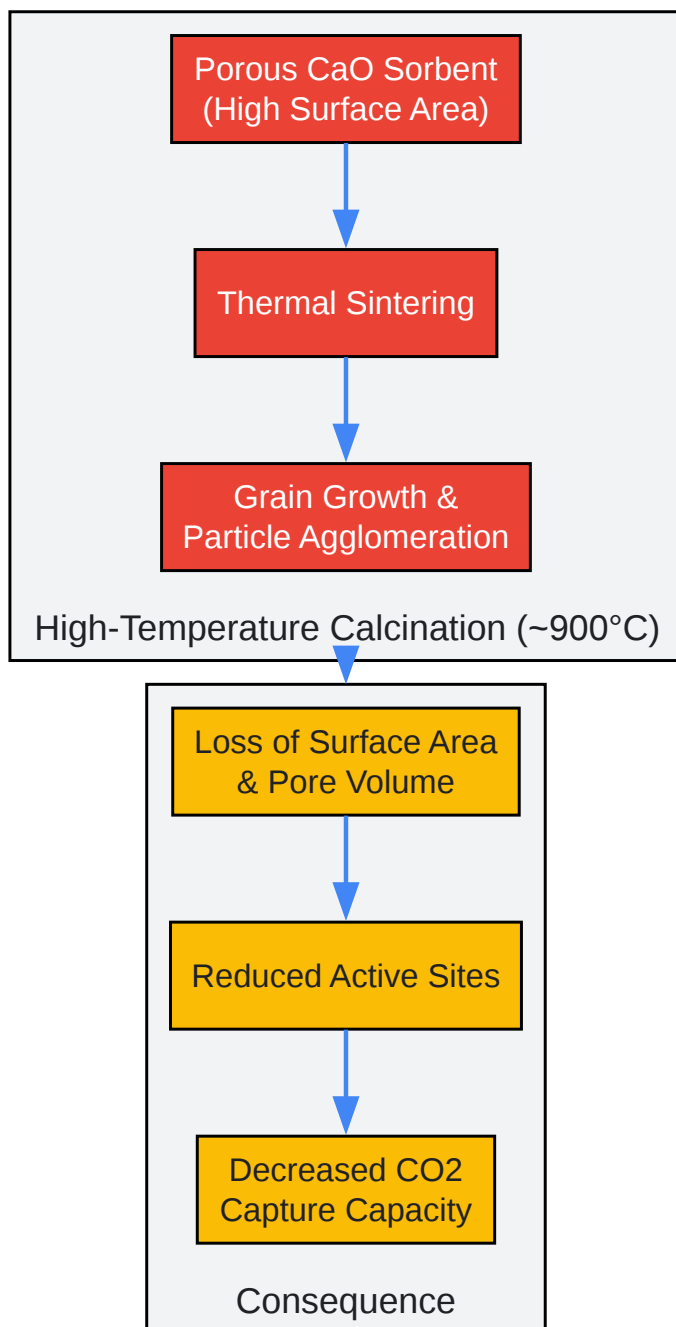 Porous CaO Sorbent
(High Surface Area)
Thermal Sintering
Grain Growth &
Particle Agglomeration
High-Temperature Calcination (~900°C)
Loss of Surface Area
& Pore Volume
Reduced Active Sites
Decreased CO2
Capture Capacity
Consequence